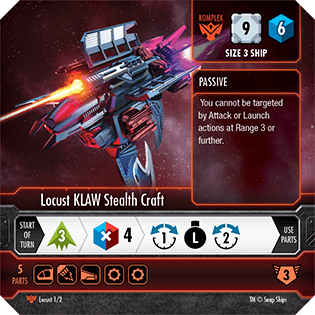 KOMPLEX
9
6
SIZE 3 SHIP
PASSIVE
You cannot be targeted
by Attack or Launch
actions at Range 3 or
further.
Locust KLAW Stealth Craft
START OF TURN
3
4
1
L
2
USE PARTS
5 PARTS
3
Locust 1/2
TM © Snap Ships